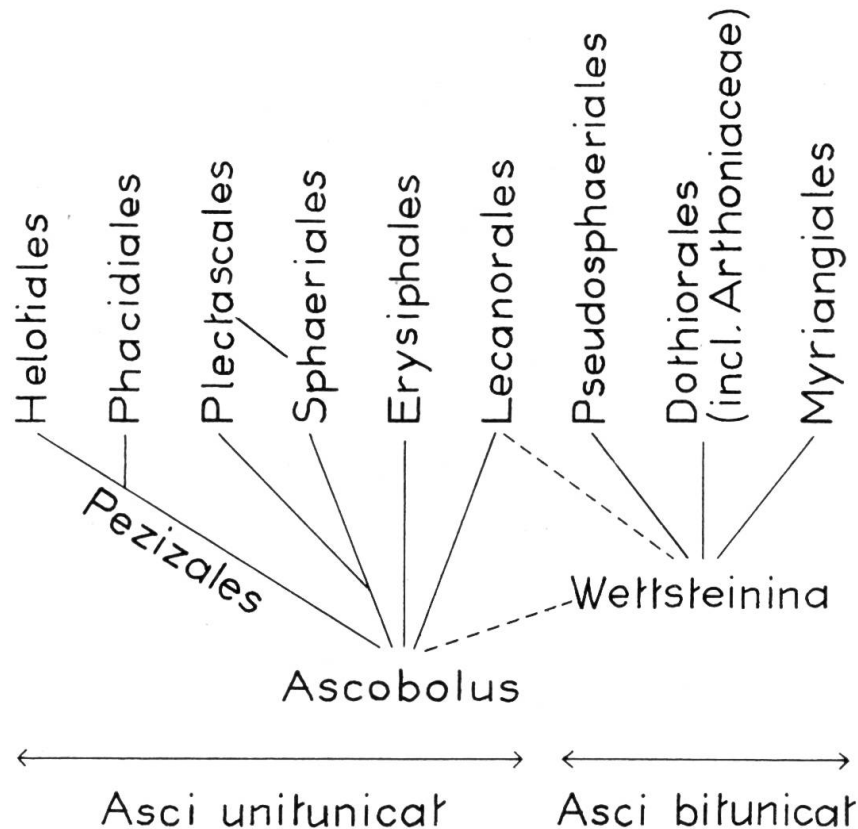 Helotiales
Phacidiales
Plectascales
Sphaeriales
Erysiphales
Lecanorales
Pseudosphaeriales
Dothiorales
(incl. Arthoniaceae)
Myriangiales
Pezizales
Wettsteinina
Ascobolus
Asci unitunicat
Asci bitunicat